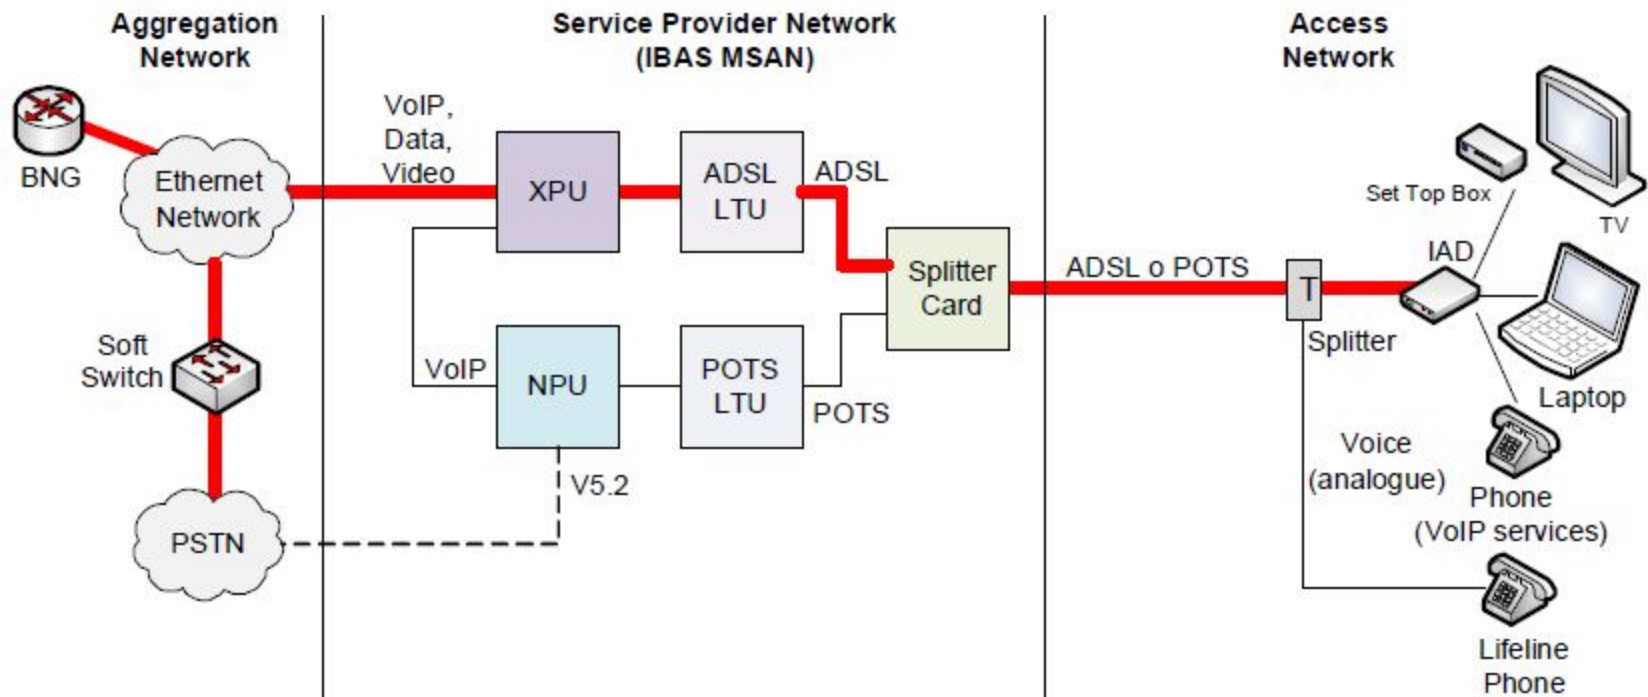 Aggregation
Network
Service Provider Network
(IBAS MSAN)
Access
Network
BNG
Ethernet
Network
Soft
Switch
PSTN
VoIP,
Data,
Video
XPU
ADSL
LTU
ADSL
VoIP
NPU
POTS
LTU
POTS
V5.2
Splitter
Card
ADSL o POTS
T
Splitter
IAD
Set Top Box
TV
Laptop
Voice
(analogue)
Phone
(VoIP services)
Lifeline
Phone